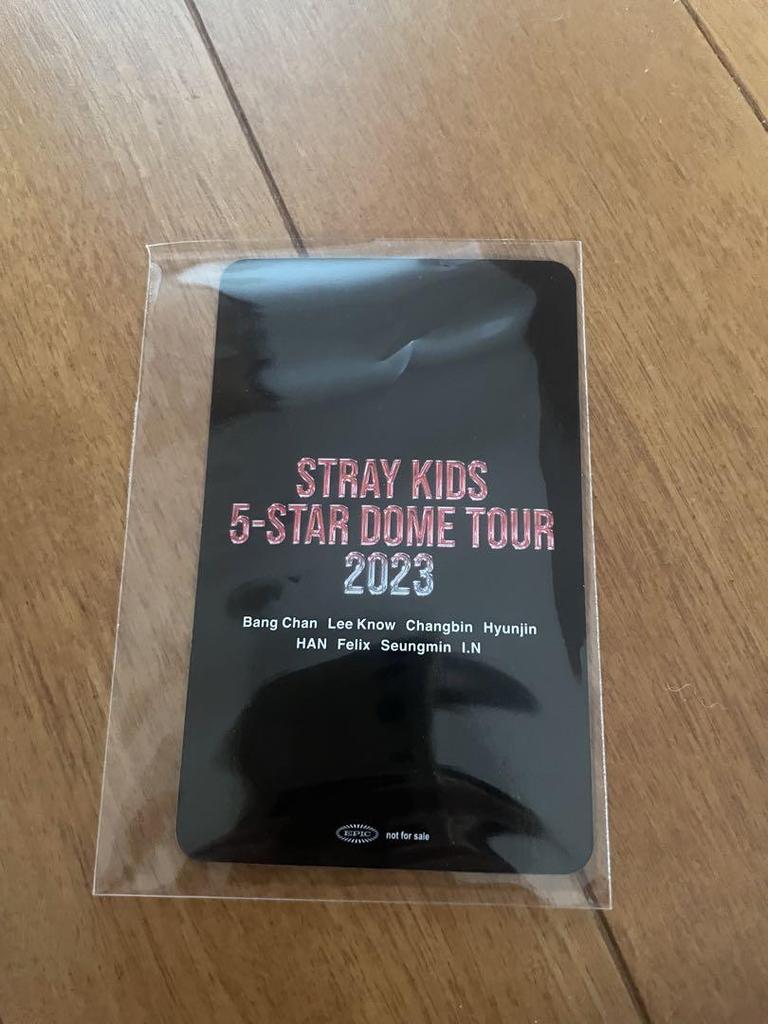 STRAY KIDS
5-STAR DOME TOUR
2023
Bang Chan Lee Know Changbin Hyunjin
HAN Felix Seungmin I.N
EPIC not for sale